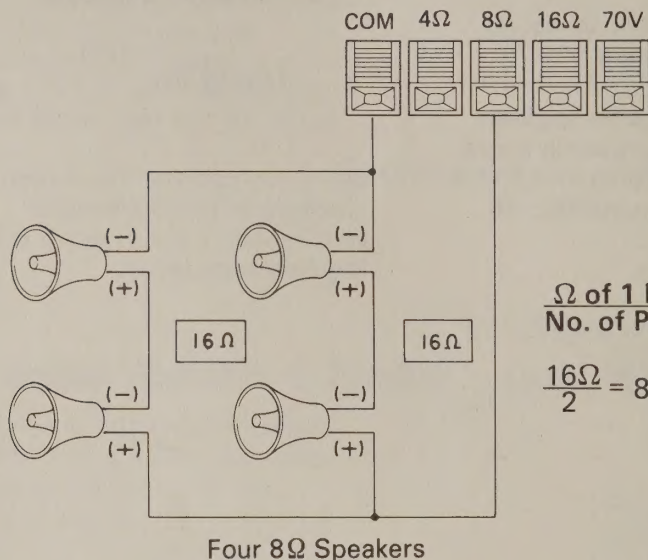 COM 4Ω 8Ω 16Ω 70V
(−) (−)
(+) (+)
16Ω 16Ω
Ω of 1
No. of
(−) (−)
16Ω/2 = 8
(+) (+)
Four 8Ω Speakers